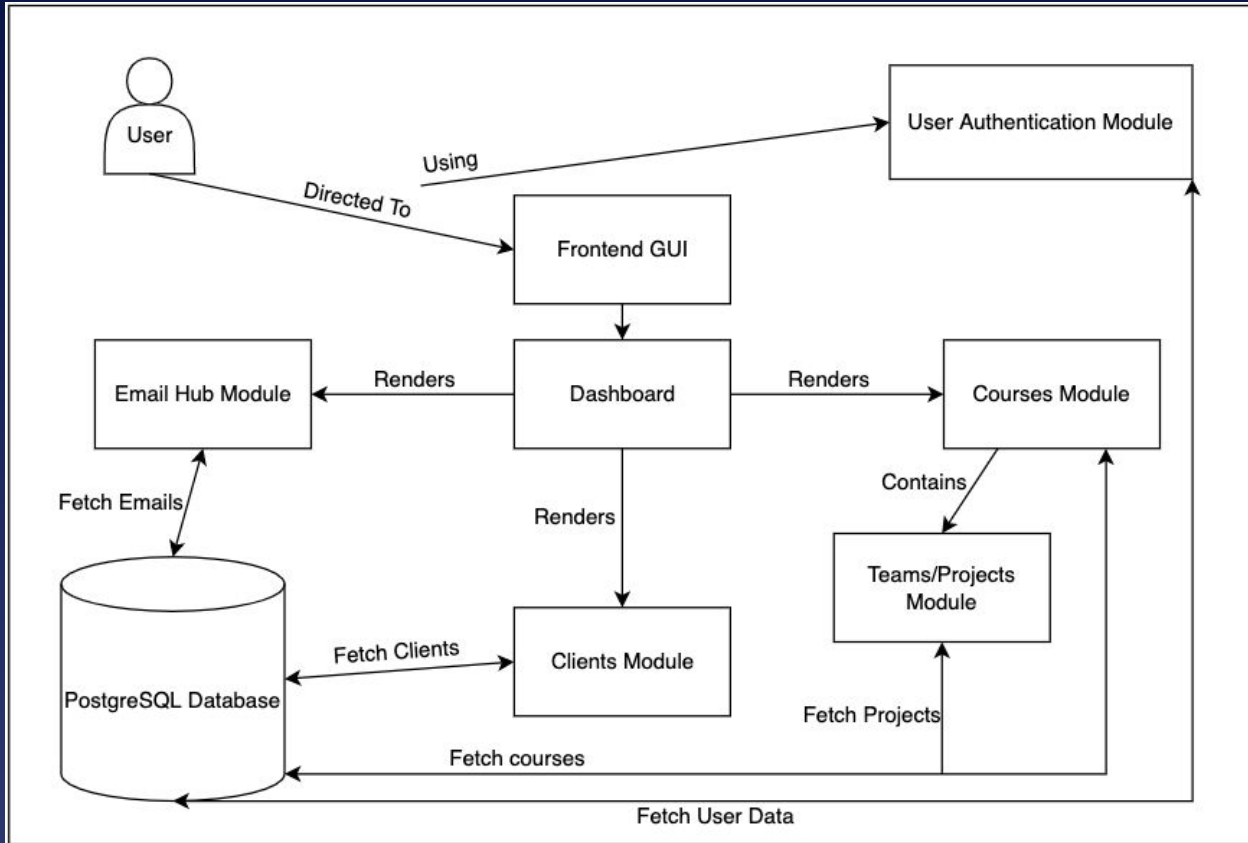 User
Directed To
Using
User Authentication Module
Frontend GUI
Email Hub Module
Renders
Dashboard
Renders
Courses Module
Fetch Emails
Renders
Contains
Teams/Projects
Module
PostgreSQL Database
Fetch Clients
Clients Module
Fetch Projects
Fetch courses
Fetch User Data